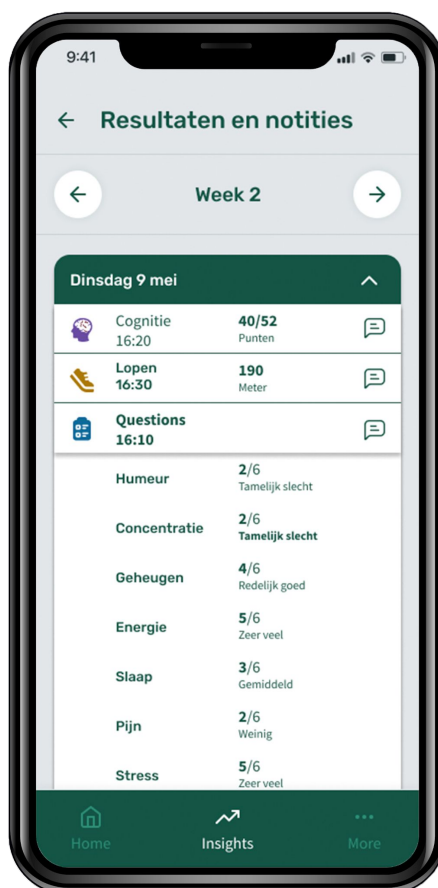 9:41
Resultaten en notities
Week 2
Dinsdag 9 mei
Cognitie 40/52
16:20 Punten
Lopen 190
16:30 Meter
Questions
16:10
Humeur 2/6
Tamelijk slecht
Concentratie 2/6
Tamelijk slecht
Geheugen 4/6
Redelijk goed
Energie 5/6
Zeer veel
Slaap 3/6
Gemiddeld
Pijn 2/6
Weinig
Stress 5/6
Zeer veel
Home Insights More